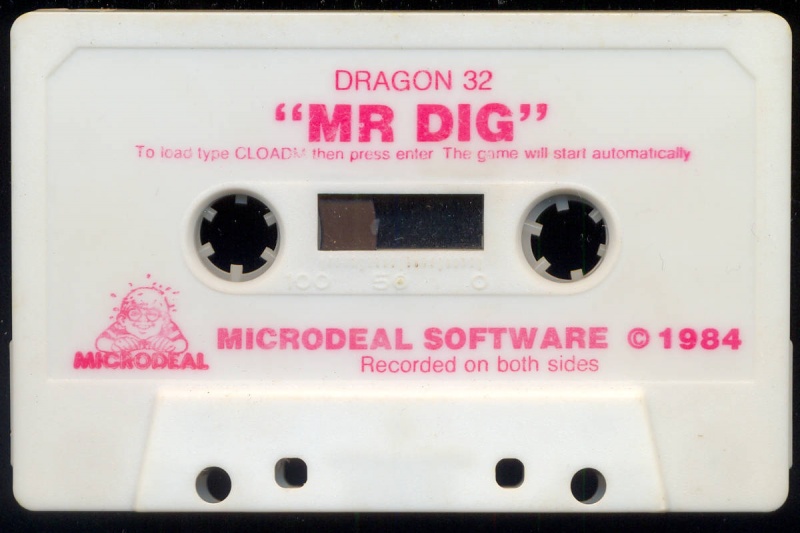 DRAGON 32
"MR DIG"
To load type CLOADM then press enter The game will start automatically
100 50 0
MICRODEAL
MICRODEAL SOFTWARE © 1984
Recorded on both sides